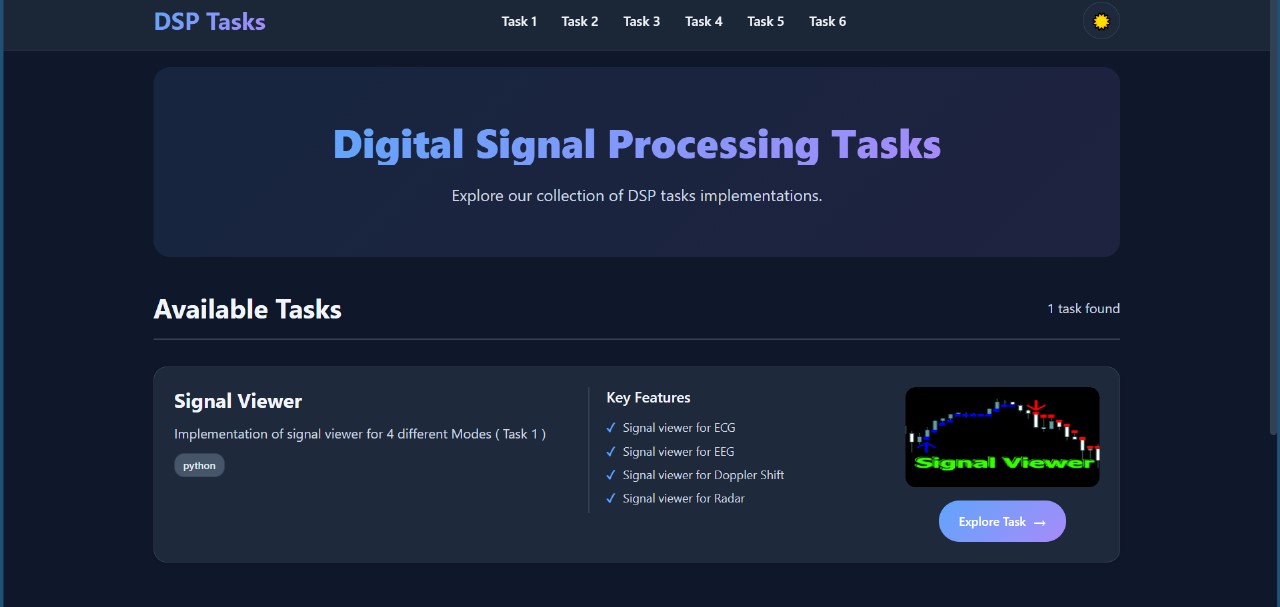 DSP Tasks
Task 1 Task 2 Task 3 Task 4 Task 5 Task 6
Digital Signal Processing Tasks
Explore our collection of DSP tasks implementations.
Available Tasks
1 task found
Signal Viewer
Implementation of signal viewer for 4 different Modes ( Task 1 )
python
Key Features
✓ Signal viewer for ECG
✓ Signal viewer for EEG
✓ Signal viewer for Doppler Shift
✓ Signal viewer for Radar
Signal Viewer
Explore Task →